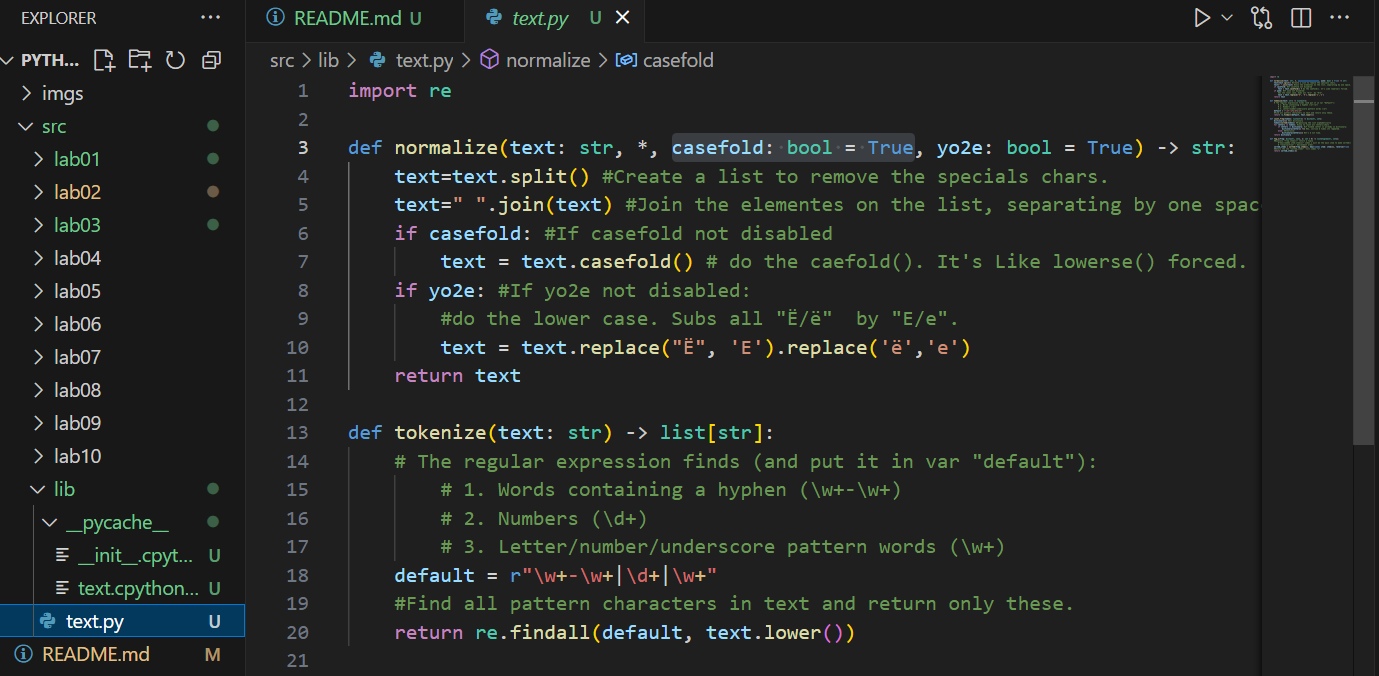 EXPLORER
README.md U
text.py U
PYTH...
src > lib > text.py > normalize > casefold
imgs
src
lab01
lab02
lab03
lab04
lab05
lab06
lab07
lab08
lab09
lab10
lib
__pycache__
__init__.cpyt... U
text.cpython... U
text.py U
README.md M
1 import re
2
3 def normalize(text: str, *, casefold: bool = True, yo2e: bool = True) -> str:
4 text=text.split() #Create a list to remove the specials chars.
5 text=" ".join(text) #Join the elementes on the list, separating by one spac
6 if casefold: #If casefold not disabled
7 text = text.casefold() # do the caefold(). It's Like lowerse() forced.
8 if yo2e: #If yo2e not disabled:
9 #do the lower case. Subs all "Ë/ë"  by "E/e".
10 text = text.replace("Ë", 'E').replace('ë','e')
11 return text
12
13 def tokenize(text: str) -> list[str]:
14 # The regular expression finds (and put it in var "default"):
15 # 1. Words containing a hyphen (\w+-\w+)
16 # 2. Numbers (\d+)
17 # 3. Letter/number/underscore pattern words (\w+)
18 default = r"\w+-\w+|\d+|\w+"
19 #Find all pattern characters in text and return only these.
20 return re.findall(default, text.lower())
21